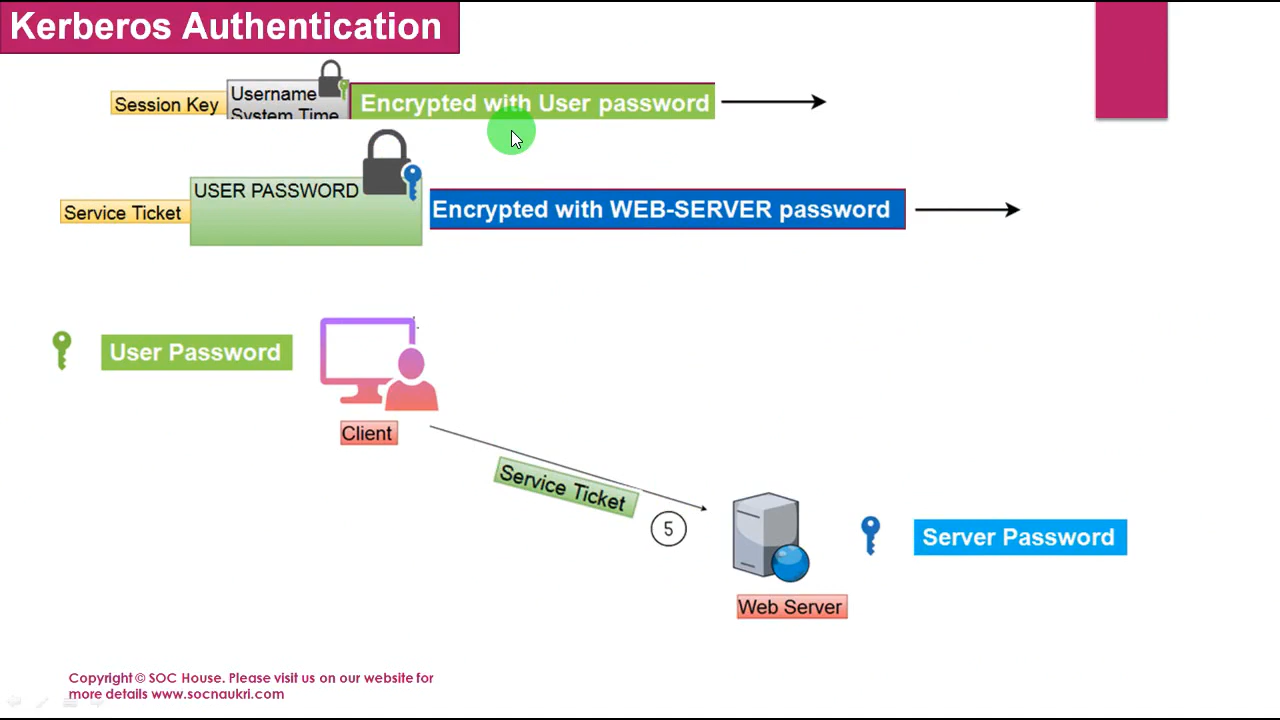 Kerberos Authentication
Session Key
Username
System Time
Encrypted with User password
USER PASSWORD
Service Ticket
Encrypted with WEB-SERVER password
User Password
Client
Service Ticket
5
Server Password
Web Server
Copyright © SOC House. Please visit us on our website for
more details www.socnaukri.com